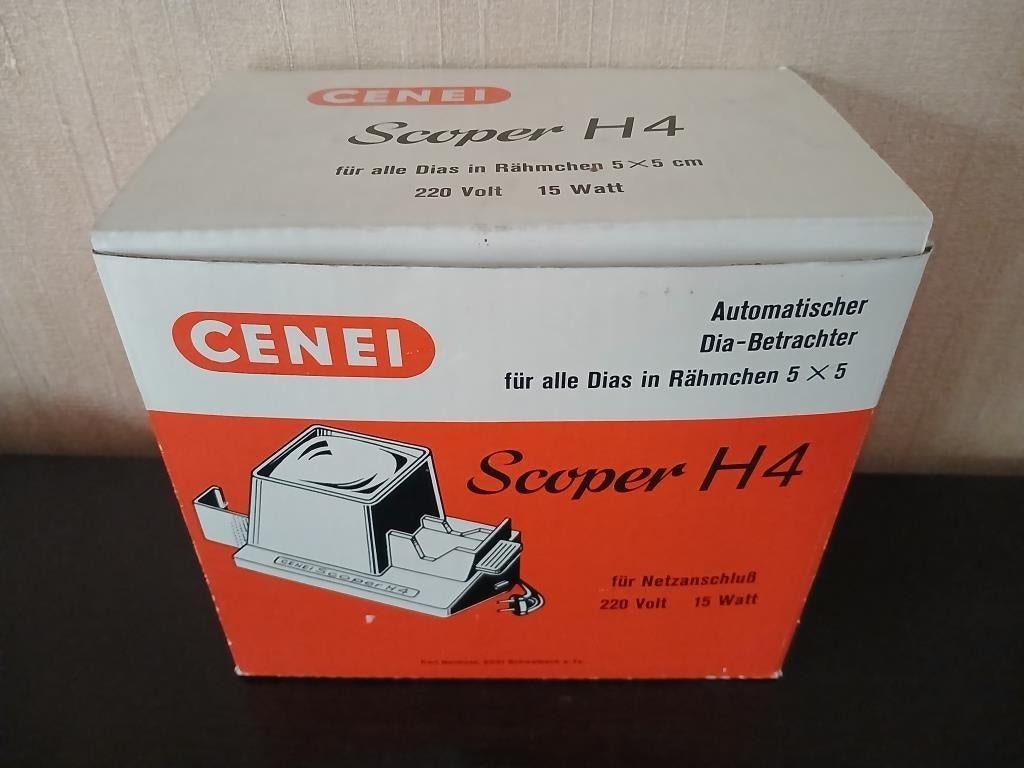 CENEI
Scoper H4
für alle Dias in Rähmchen 5×5 cm
220 Volt 15 Watt
CENEI
Automatischer
Dia-Betrachter
für alle Dias in Rähmchen 5×5
Scoper H4
CENEI Scoper H4
für Netzanschluß
220 Volt 15 Watt